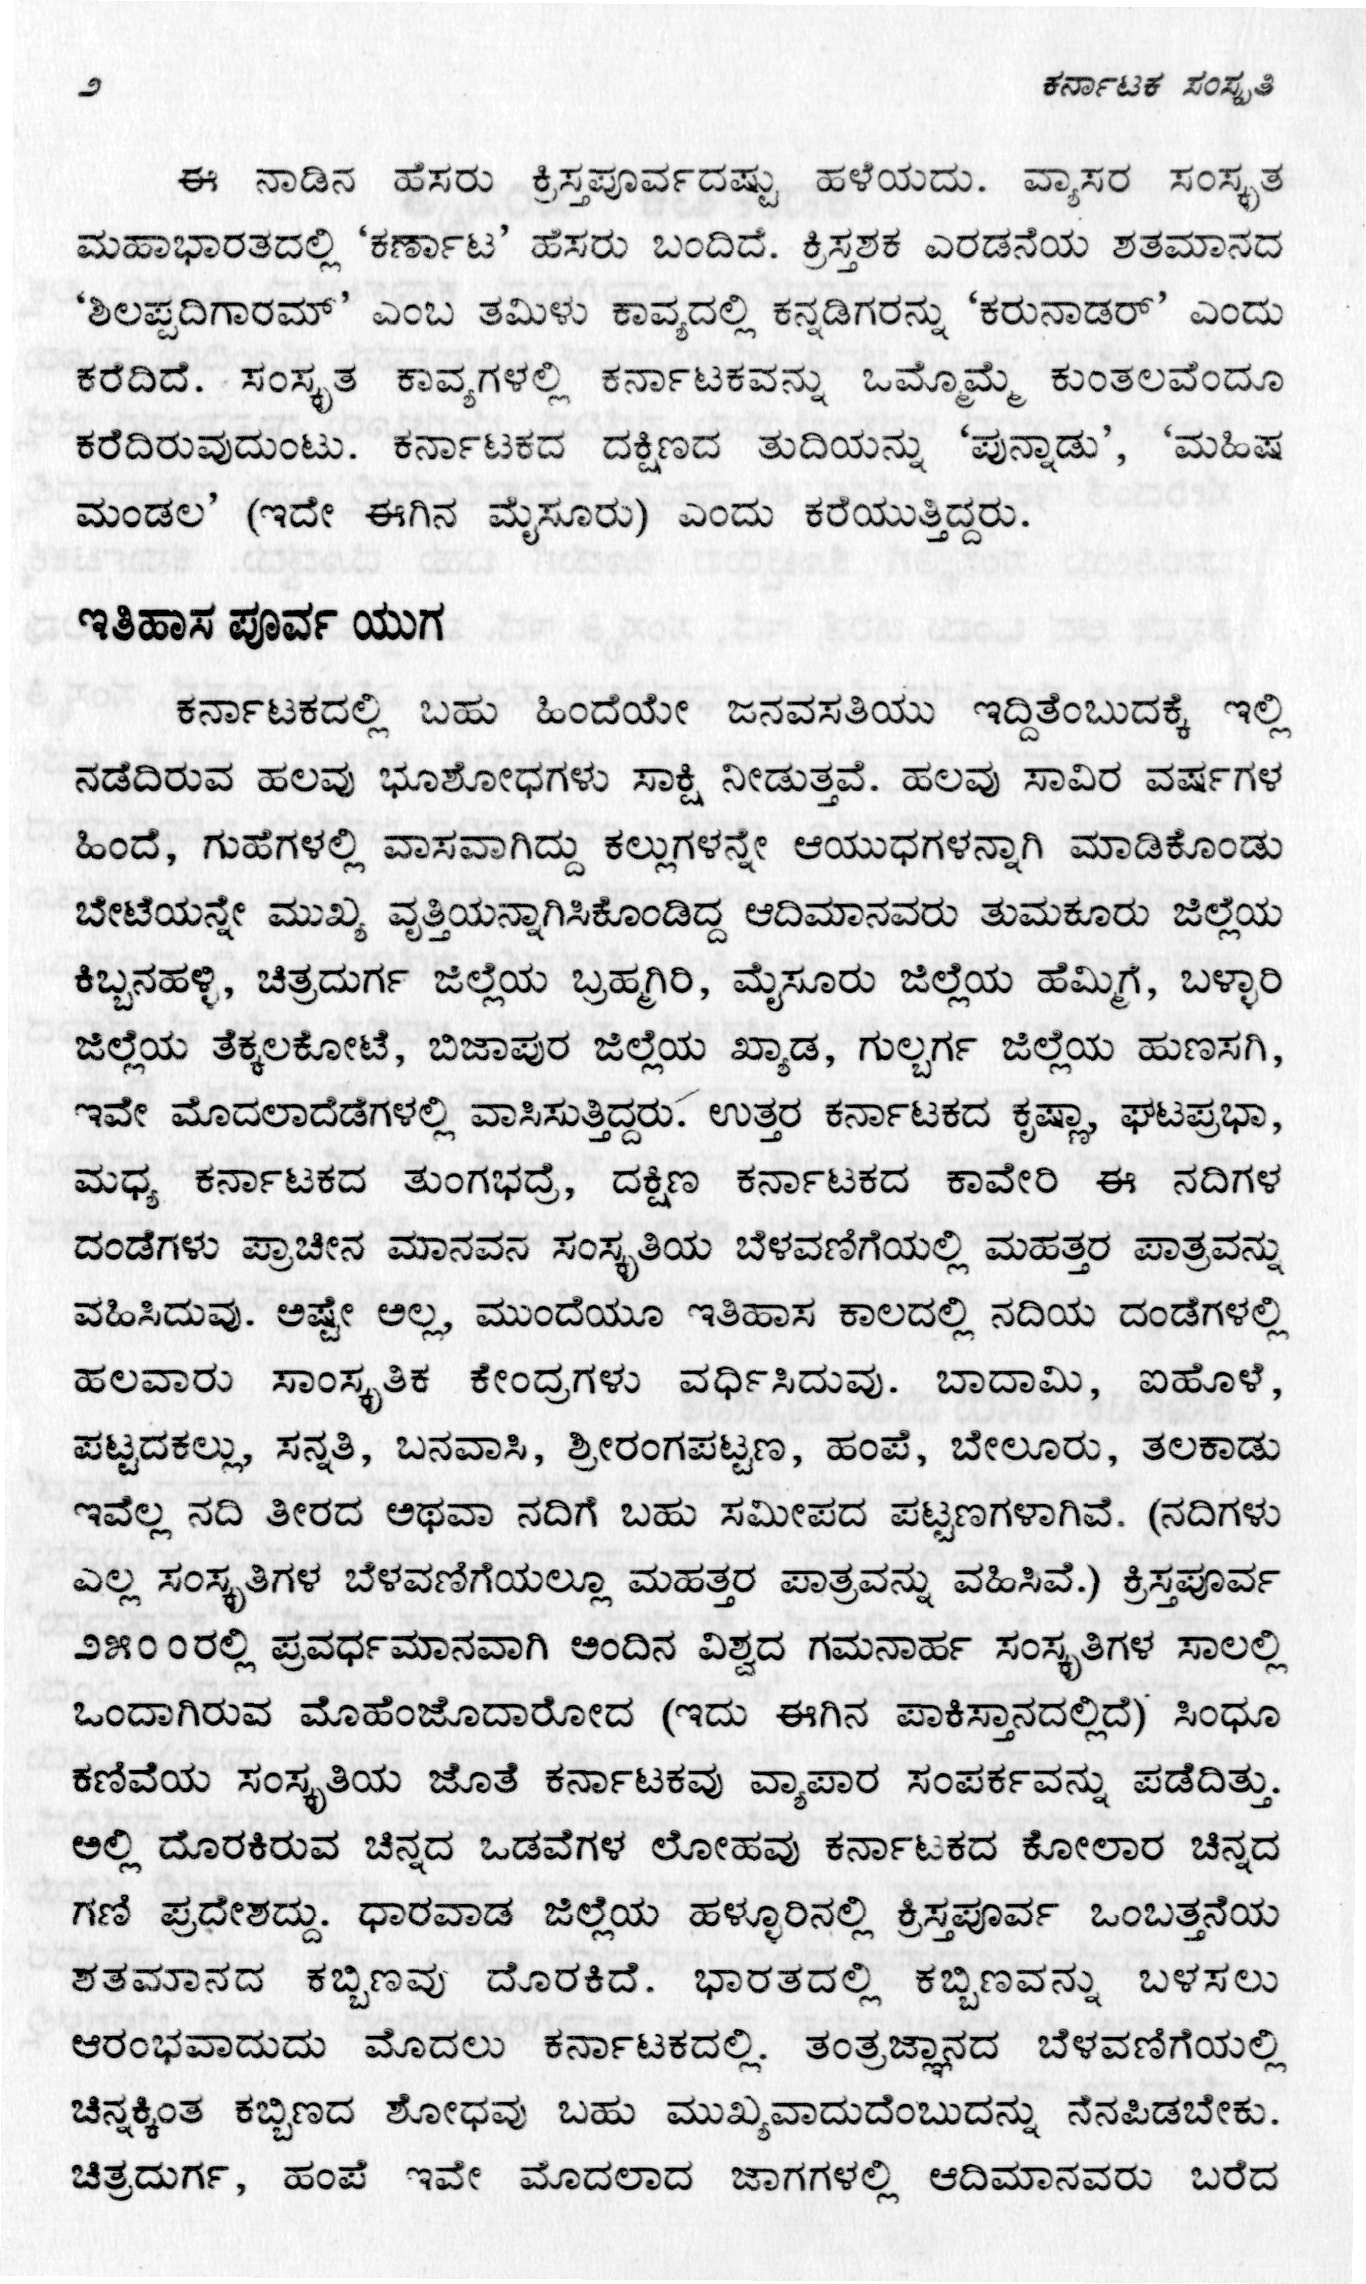 ೨ ಕರ್ನಾಟಕ ಸಂಸ್ಕೃತಿ
ಈ ನಾಡಿನ ಹೆಸರು ಕ್ರಿಸ್ತಪೂರ್ವದಷ್ಟು ಹಳೆಯದು. ವ್ಯಾಸರ ಸಂಸ್ಕೃತ
ಮಹಾಭಾರತದಲ್ಲಿ ‘ಕರ್ಣಾಟ’ ಹೆಸರು ಬಂದಿದೆ. ಕ್ರಿಸ್ತಶಕ ಎರಡನೆಯ ಶತಮಾನದ
‘ಶಿಲಪ್ಪದಿಗಾರಮ್’ ಎಂಬ ತಮಿಳು ಕಾವ್ಯದಲ್ಲಿ ಕನ್ನಡಿಗರನ್ನು ‘ಕರುನಾಡರ್’ ಎಂದು
ಕರೆದಿದೆ. ಸಂಸ್ಕೃತ ಕಾವ್ಯಗಳಲ್ಲಿ ಕರ್ನಾಟಕವನ್ನು ಒಮ್ಮೊಮ್ಮೆ ಕುಂತಲವೆಂದೂ
ಕರೆದಿರುವುದುಂಟು. ಕರ್ನಾಟಕದ ದಕ್ಷಿಣದ ತುದಿಯನ್ನು ‘ಪುನ್ನಾಡು’, ‘ಮಹಿಷ
ಮಂಡಲ’ (ಇದೇ ಈಗಿನ ಮೈಸೂರು) ಎಂದು ಕರೆಯುತ್ತಿದ್ದರು.
ಇತಿಹಾಸ ಪೂರ್ವ ಯುಗ
ಕರ್ನಾಟಕದಲ್ಲಿ ಬಹು ಹಿಂದೆಯೇ ಜನವಸತಿಯು ಇದ್ದಿತೆಂಬುದಕ್ಕೆ ಇಲ್ಲಿ
ನಡೆದಿರುವ ಹಲವು ಭೂಶೋಧಗಳು ಸಾಕ್ಷಿ ನೀಡುತ್ತವೆ. ಹಲವು ಸಾವಿರ ವರ್ಷಗಳ
ಹಿಂದೆ, ಗುಹೆಗಳಲ್ಲಿ ವಾಸವಾಗಿದ್ದು ಕಲ್ಲುಗಳನ್ನೇ ಆಯುಧಗಳನ್ನಾಗಿ ಮಾಡಿಕೊಂಡು
ಬೇಟೆಯನ್ನೇ ಮುಖ್ಯ ವೃತ್ತಿಯನ್ನಾಗಿಸಿಕೊಂಡಿದ್ದ ಆದಿಮಾನವರು ತುಮಕೂರು ಜಿಲ್ಲೆಯ
ಕಿಬ್ಬನಹಳ್ಳಿ, ಚಿತ್ರದುರ್ಗ ಜಿಲ್ಲೆಯ ಬ್ರಹ್ಮಗಿರಿ, ಮೈಸೂರು ಜಿಲ್ಲೆಯ ಹೆಮ್ಮಿಗೆ, ಬಳ್ಳಾರಿ
ಜಿಲ್ಲೆಯ ತೆಕ್ಕಲಕೋಟೆ, ಬಿಜಾಪುರ ಜಿಲ್ಲೆಯ ಖ್ಯಾಡ, ಗುಲ್ಬರ್ಗ ಜಿಲ್ಲೆಯ ಹುಣಸಗಿ,
ಇವೇ ಮೊದಲಾದೆಡೆಗಳಲ್ಲಿ ವಾಸಿಸುತ್ತಿದ್ದರು. ಉತ್ತರ ಕರ್ನಾಟಕದ ಕೃಷ್ಣಾ, ಘಟಪ್ರಭಾ,
ಮಧ್ಯ ಕರ್ನಾಟಕದ ತುಂಗಭದ್ರೆ, ದಕ್ಷಿಣ ಕರ್ನಾಟಕದ ಕಾವೇರಿ ಈ ನದಿಗಳ
ದಂಡೆಗಳು ಪ್ರಾಚೀನ ಮಾನವನ ಸಂಸ್ಕೃತಿಯ ಬೆಳವಣಿಗೆಯಲ್ಲಿ ಮಹತ್ತರ ಪಾತ್ರವನ್ನು
ವಹಿಸಿದುವು. ಅಷ್ಟೇ ಅಲ್ಲ, ಮುಂದೆಯೂ ಇತಿಹಾಸ ಕಾಲದಲ್ಲಿ ನದಿಯ ದಂಡೆಗಳಲ್ಲಿ
ಹಲವಾರು ಸಾಂಸ್ಕೃತಿಕ ಕೇಂದ್ರಗಳು ವರ್ಧಿಸಿದುವು. ಬಾದಾಮಿ, ಐಹೊಳೆ,
ಪಟ್ಟದಕಲ್ಲು, ಸನ್ನತಿ, ಬನವಾಸಿ, ಶ್ರೀರಂಗಪಟ್ಟಣ, ಹಂಪೆ, ಬೇಲೂರು, ತಲಕಾಡು
ಇವೆಲ್ಲ ನದಿ ತೀರದ ಅಥವಾ ನದಿಗೆ ಬಹು ಸಮೀಪದ ಪಟ್ಟಣಗಳಾಗಿವೆ. (ನದಿಗಳು
ಎಲ್ಲ ಸಂಸ್ಕೃತಿಗಳ ಬೆಳವಣಿಗೆಯಲ್ಲೂ ಮಹತ್ತರ ಪಾತ್ರವನ್ನು ವಹಿಸಿವೆ.) ಕ್ರಿಸ್ತಪೂರ್ವ
೨೫೦೦ರಲ್ಲಿ ಪ್ರವರ್ಧಮಾನವಾಗಿ ಅಂದಿನ ವಿಶ್ವದ ಗಮನಾರ್ಹ ಸಂಸ್ಕೃತಿಗಳ ಸಾಲಲ್ಲಿ
ಒಂದಾಗಿರುವ ಮೊಹೆಂಜೊದಾರೋದ (ಇದು ಈಗಿನ ಪಾಕಿಸ್ತಾನದಲ್ಲಿದೆ) ಸಿಂಧೂ
ಕಣಿವೆಯ ಸಂಸ್ಕೃತಿಯ ಜೊತೆ ಕರ್ನಾಟಕವು ವ್ಯಾಪಾರ ಸಂಪರ್ಕವನ್ನು ಪಡೆದಿತ್ತು.
ಅಲ್ಲಿ ದೊರಕಿರುವ ಚಿನ್ನದ ಒಡವೆಗಳ ಲೋಹವು ಕರ್ನಾಟಕದ ಕೋಲಾರ ಚಿನ್ನದ
ಗಣಿ ಪ್ರದೇಶದ್ದು. ಧಾರವಾಡ ಜಿಲ್ಲೆಯ ಹಳ್ಳೂರಿನಲ್ಲಿ ಕ್ರಿಸ್ತಪೂರ್ವ ಒಂಬತ್ತನೆಯ
ಶತಮಾನದ ಕಬ್ಬಿಣವು ದೊರಕಿದೆ. ಭಾರತದಲ್ಲಿ ಕಬ್ಬಿಣವನ್ನು ಬಳಸಲು
ಆರಂಭವಾದುದು ಮೊದಲು ಕರ್ನಾಟಕದಲ್ಲಿ. ತಂತ್ರಜ್ಞಾನದ ಬೆಳವಣಿಗೆಯಲ್ಲಿ
ಚಿನ್ನಕ್ಕಿಂತ ಕಬ್ಬಿಣದ ಶೋಧವು ಬಹು ಮುಖ್ಯವಾದುದೆಂಬುದನ್ನು ನೆನಪಿಡಬೇಕು.
ಚಿತ್ರದುರ್ಗ, ಹಂಪೆ ಇವೇ ಮೊದಲಾದ ಜಾಗಗಳಲ್ಲಿ ಆದಿಮಾನವರು ಬರೆದ